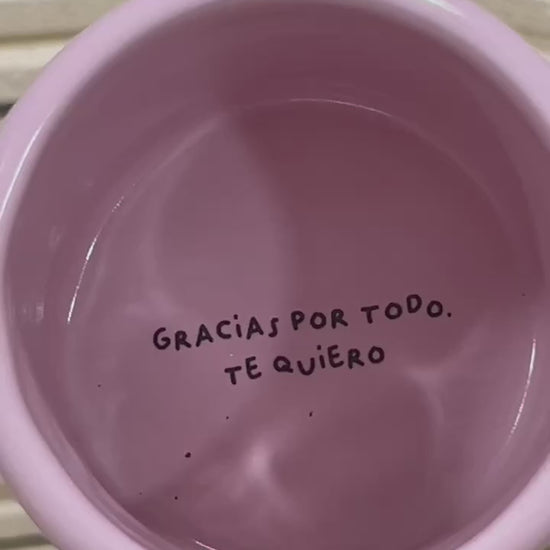 GRACiAS POR TODO.
TE QUiERO